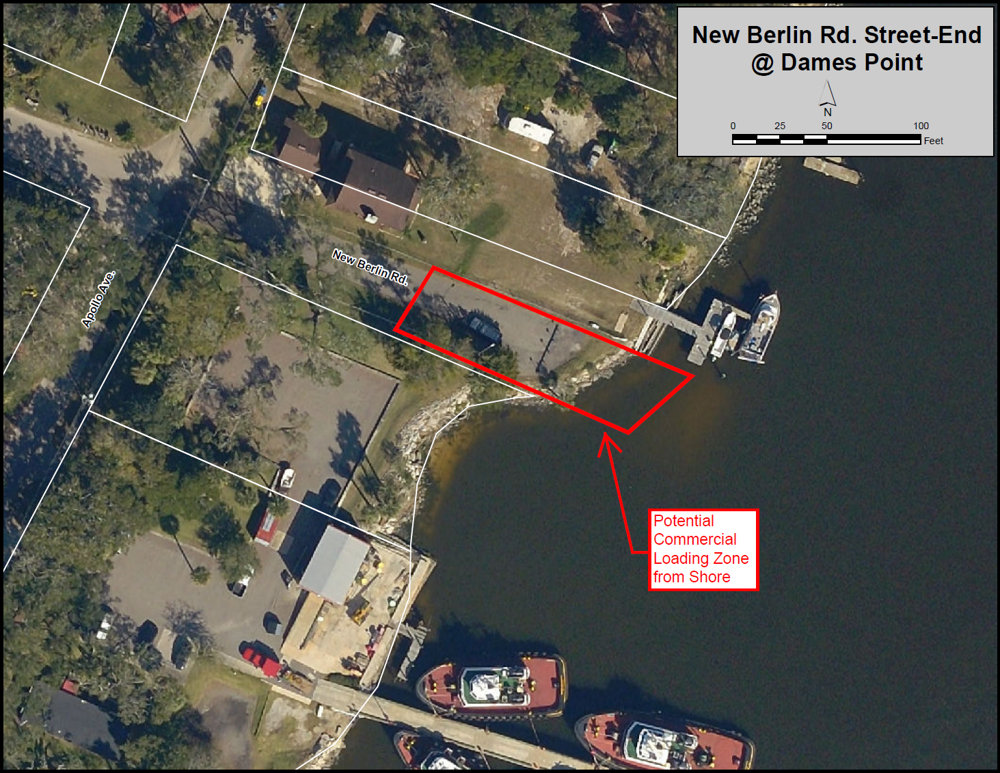 New Berlin Rd. Street-End
@ Dames Point
N
0 25 50 100
Feet
New Berlin Rd.
Apollo Ave.
Potential
Commercial
Loading Zone
from Shore